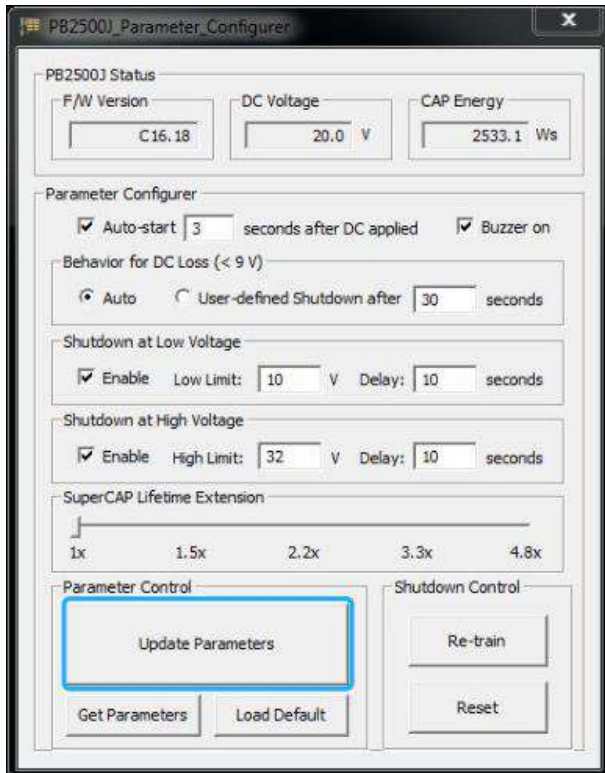 PB2500J_Parameter_Configurer
x
PB2500J Status
F/W Version DC Voltage CAP Energy
C16.18 20.0 V 2533.1 Ws
Parameter Configurer
Auto-start 3 seconds after DC applied Buzzer on
Behavior for DC Loss (< 9 V)
Auto User-defined Shutdown after 30 seconds
Shutdown at Low Voltage
Enable Low Limit: 10 V Delay: 10 seconds
Shutdown at High Voltage
Enable High Limit: 32 V Delay: 10 seconds
SuperCAP Lifetime Extension
1x 1.5x 2.2x 3.3x 4.8x
Parameter Control Shutdown Control
Update Parameters Re-train
Get Parameters Load Default Reset